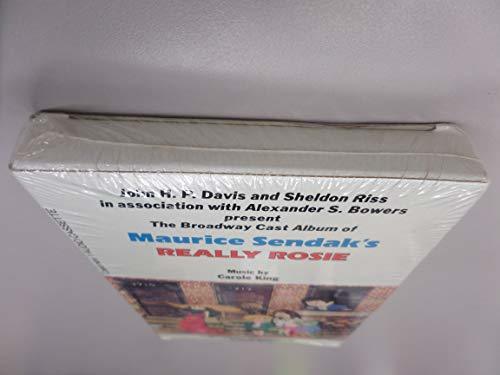 John H. P. Davis and Sheldon Riss
in association with Alexander S. Bowers
present
The Broadway Cast Album of
Maurice Sendak's
REALLY ROSIE
Music by
Carole King